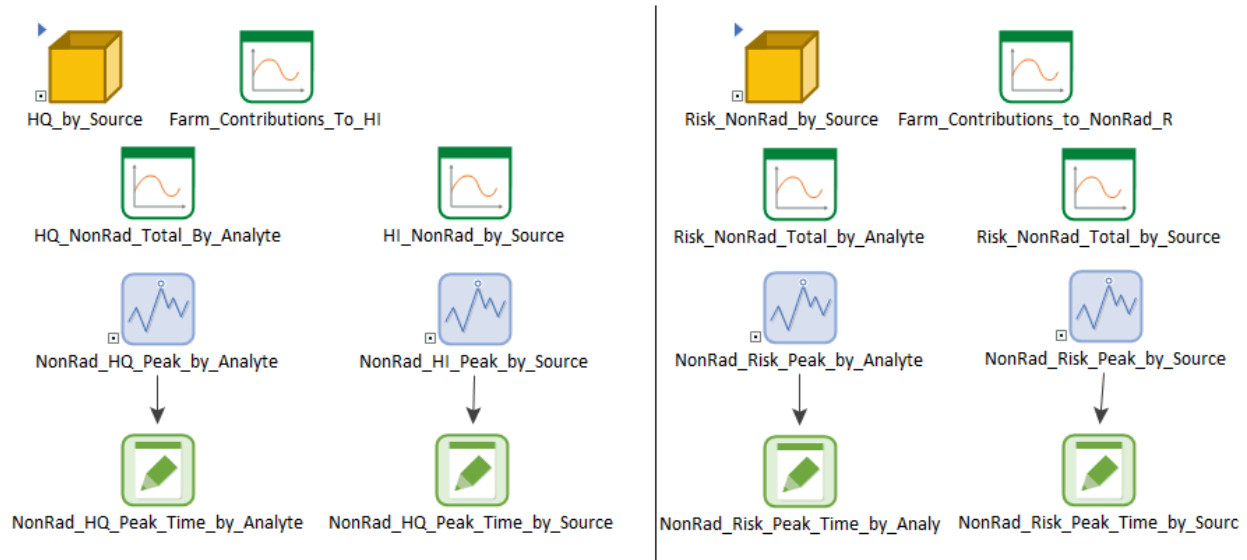 HQ_by_Source
Farm_Contributions_To_HI
HQ_NonRad_Total_By_Analyte
HI_NonRad_by_Source
NonRad_HQ_Peak_by_Analyte
NonRad_HI_Peak_by_Source
NonRad_HQ_Peak_Time_by_Analyte
NonRad_HQ_Peak_Time_by_Source
Risk_NonRad_by_Source
Farm_Contributions_to_NonRad_R
Risk_NonRad_Total_by_Analyte
Risk_NonRad_Total_by_Source
NonRad_Risk_Peak_by_Analyte
NonRad_Risk_Peak_by_Source
NonRad_Risk_Peak_Time_by_Analy
NonRad_Risk_Peak_Time_by_Sourc